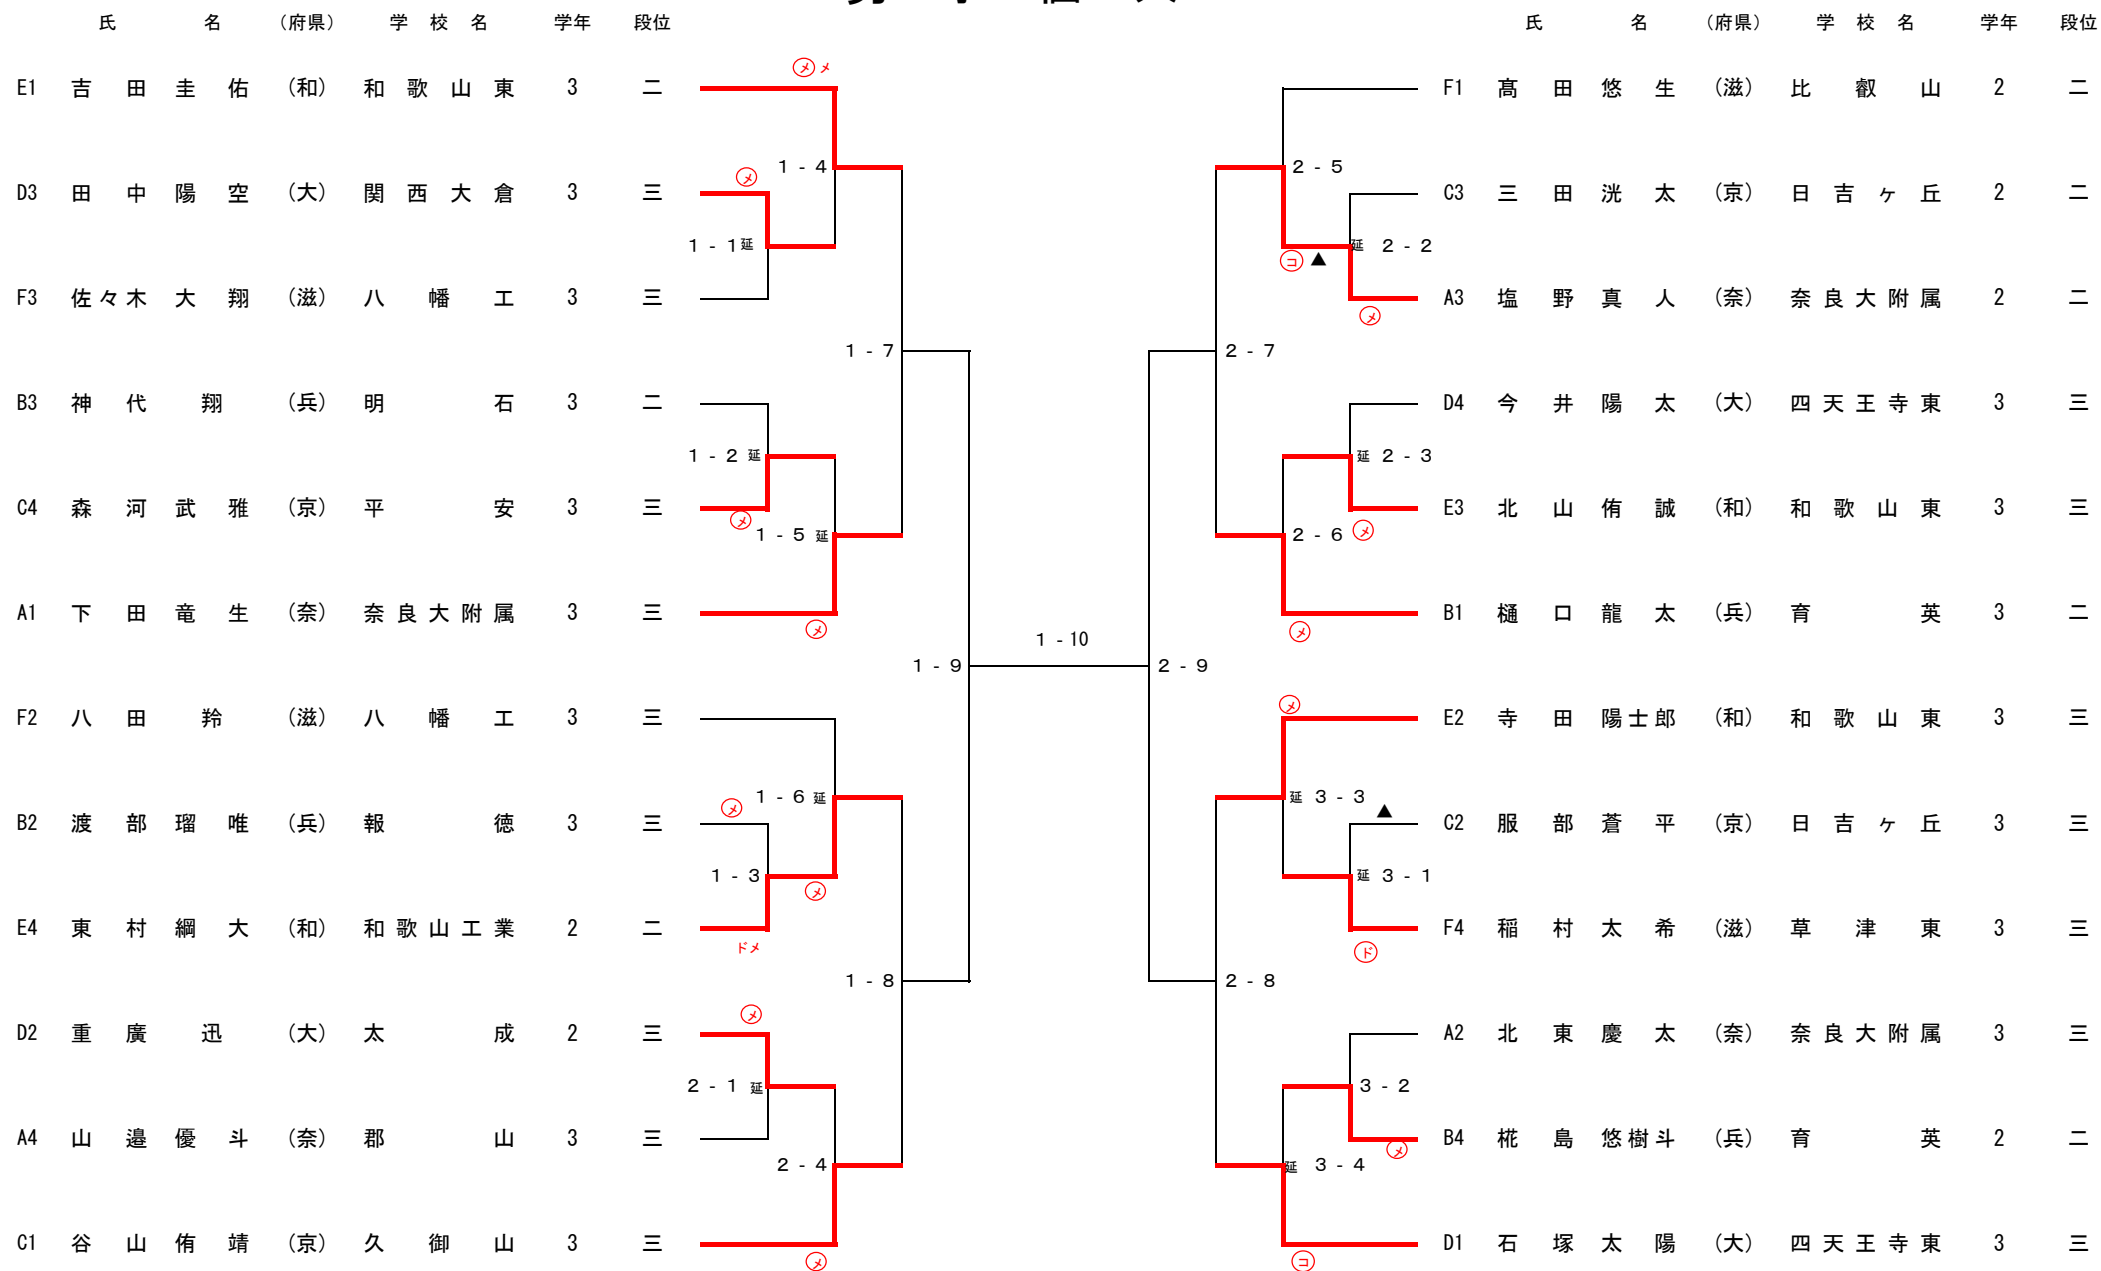 氏 名 （府県） 学 校 名 学年 段位
E1 吉 田 圭 佑 （和） 和 歌 山 東 3 二
㋱メ
1 - 4
D3 田 中 陽 空 （大） 関 西 大 倉 3 三
㋱
1 - 1 延
F3 佐々木 大 翔 （滋） 八 幡 工 3 三
1 - 7
B3 神 代 翔 （兵） 明 石 3 二
1 - 2 延
C4 森 河 武 雅 （京） 平 安 3 三
㋱
1 - 5 延
A1 下 田 竜 生 （奈） 奈 良 大 附 属 3 三
㋱
1 - 9
F2 八 田 羚 （滋） 八 幡 工 3 三
1 - 6 延
㋱
B2 渡 部 瑠 唯 （兵） 報 徳 3 三
1 - 3
㋱
E4 東 村 綱 大 （和） 和 歌 山 工 業 2 二
ドメ
1 - 8
D2 重 廣 迅 （大） 太 成 2 三
㋱
2 - 1 延
A4 山 邉 優 斗 （奈） 郡 山 3 三
2 - 4
C1 谷 山 侑 靖 （京） 久 御 山 3 三
㋱
1 - 10
氏 名 （府県） 学 校 名 学年 段位
F1 髙 田 悠 生 （滋） 比 叡 山 2 二
2 - 5
C3 三 田 洸 太 （京） 日 吉 ヶ 丘 2 二
延 2 - 2
㋙ ▲
A3 塩 野 真 人 （奈） 奈 良 大 附 属 2 二
㋱
2 - 7
D4 今 井 陽 太 （大） 四 天 王 寺 東 3 三
延 2 - 3
E3 北 山 侑 誠 （和） 和 歌 山 東 3 三
2 - 6 ㋱
B1 樋 口 龍 太 （兵） 育 英 3 二
㋱
2 - 9
E2 寺 田 陽士郎 （和） 和 歌 山 東 3 三
㋱
延 3 - 3 ▲
C2 服 部 蒼 平 （京） 日 吉 ヶ 丘 3 三
延 3 - 1
F4 稲 村 太 希 （滋） 草 津 東 3 三
ド
2 - 8
A2 北 東 慶 太 （奈） 奈 良 大 附 属 3 三
3 - 2
B4 椛 島 悠樹斗 （兵） 育 英 2 二
㋱
延 3 - 4
D1 石 塚 太 陽 （大） 四 天 王 寺 東 3 三
㋙